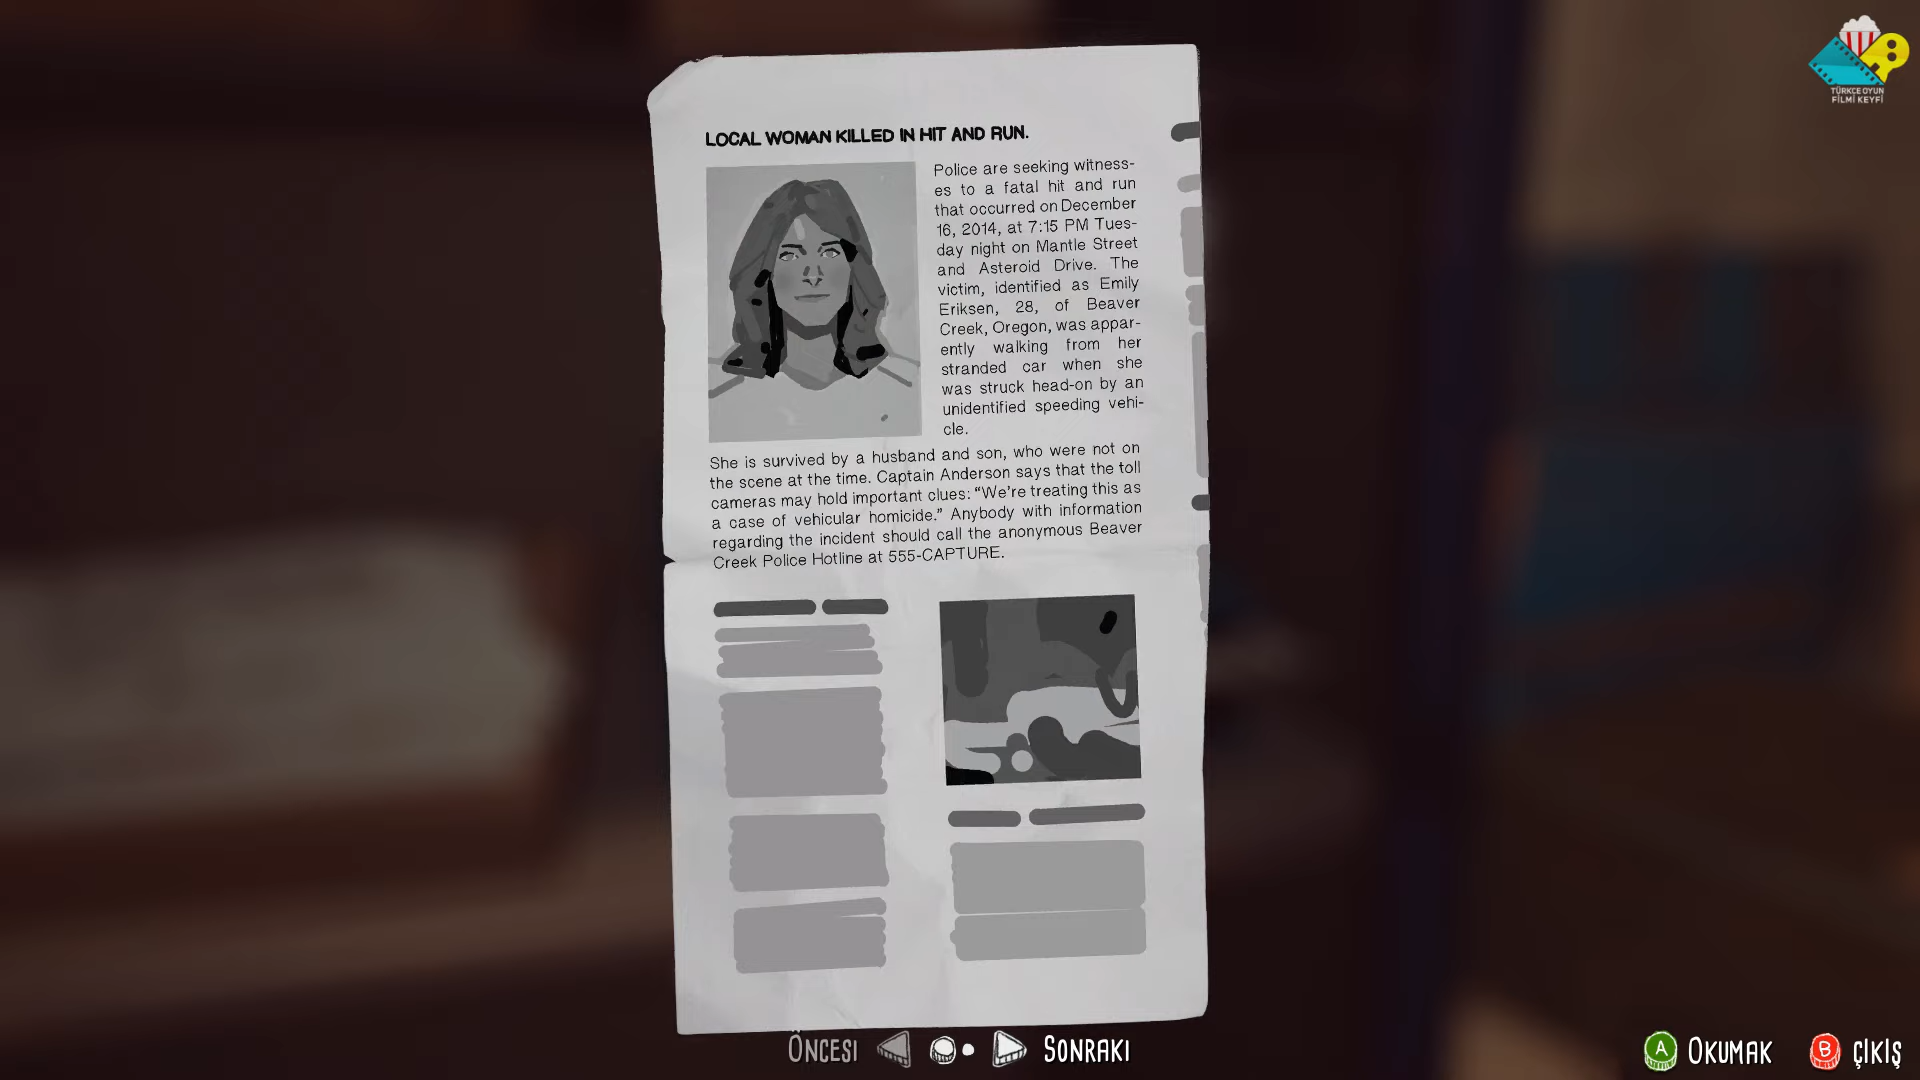 TÜRKÇE OYUN
FİLMİ KEYFİ
LOCAL WOMAN KILLED IN HIT AND RUN.
Police are seeking witness-
es to a fatal hit and run
that occurred on December
16, 2014, at 7:15 PM Tues-
day night on Mantle Street
and Asteroid Drive. The
victim, identified as Emily
Eriksen, 28, of Beaver
Creek, Oregon, was appar-
ently walking from her
stranded car when she
was struck head-on by an
unidentified speeding vehi-
cle.
She is survived by a husband and son, who were not on
the scene at the time. Captain Anderson says that the toll
cameras may hold important clues: “We're treating this as
a case of vehicular homicide.” Anybody with information
regarding the incident should call the anonymous Beaver
Creek Police Hotline at 555-CAPTURE.
ÖNCESI
SONRAKI
A OKUMAK
B ÇIKIŞ